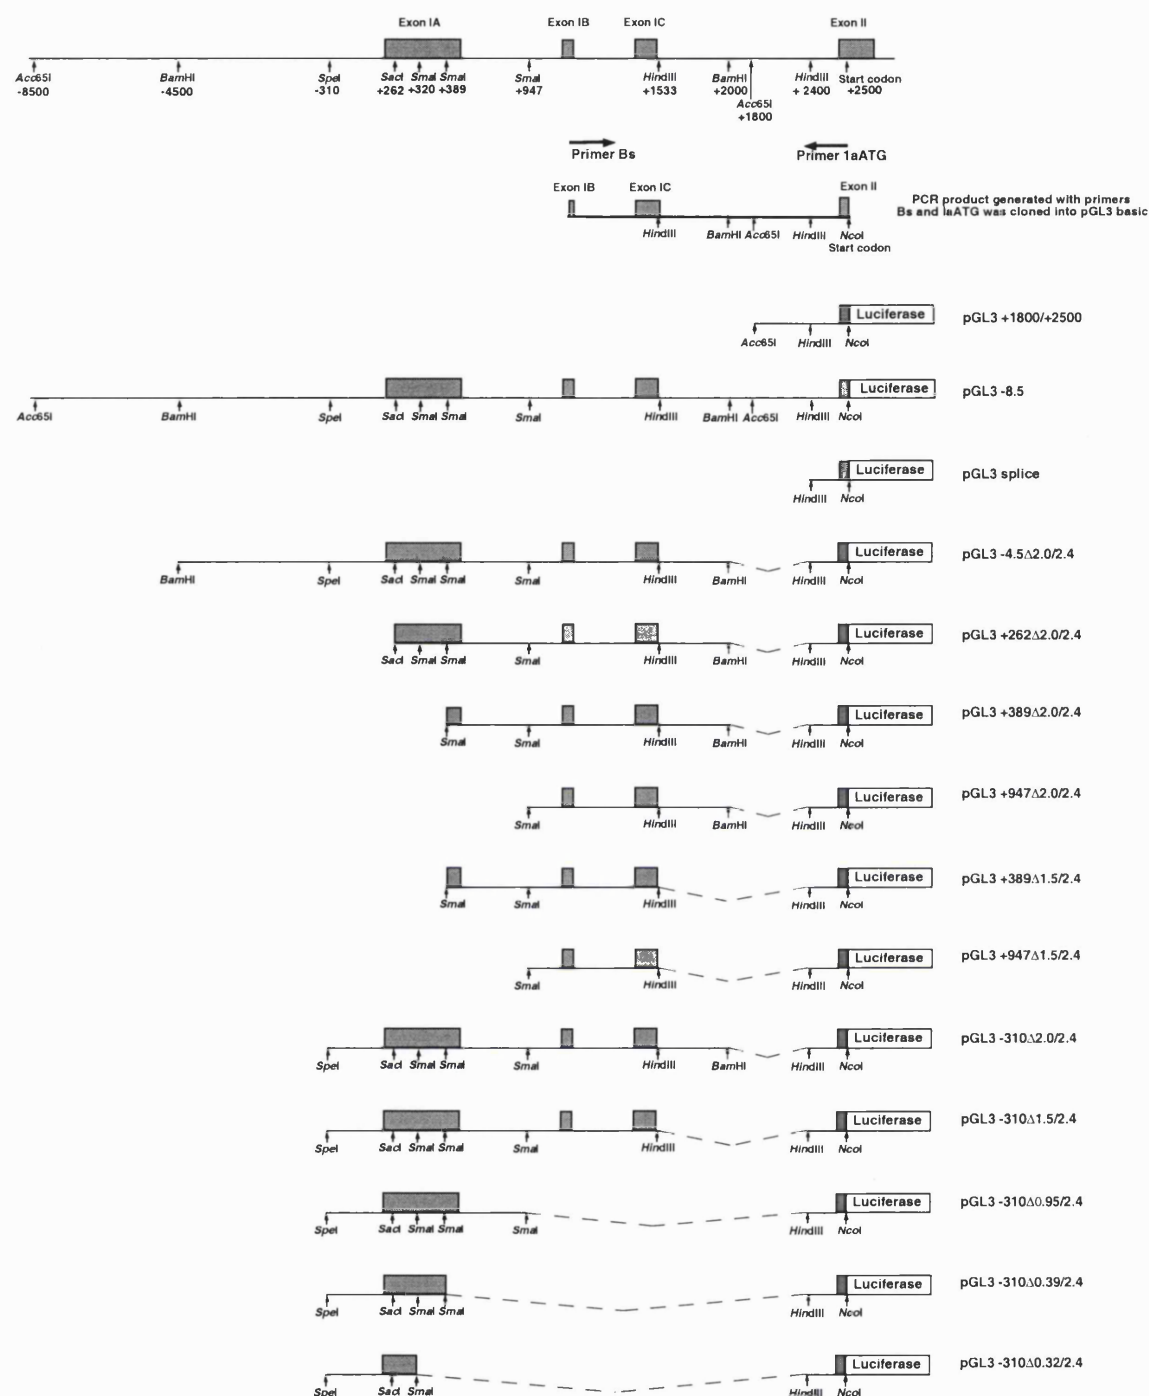 Exon IA Exon IB Exon IC Exon II
Acc65I BamHI SpeI SacI SmaI SmaI SmaI HindIII BamHI HindIII Start codon
-8500 -4500 -310 +262 +320 +389 +947 +1533 +2000 + 2400 +2500
Acc65I
+1800
Primer Bs Primer 1aATG
Exon IB Exon IC Exon II
PCR product generated with primers
Bs and IaATG was cloned into pGL3 basic
HindIII BamHI Acc65I HindIII NcoI
Start codon
Luciferase pGL3 +1800/+2500
Acc65I HindIII NcoI
Luciferase pGL3 -8.5
Acc65I BamHI SpeI SacI SmaI SmaI SmaI HindIII BamHI Acc65I HindIII NcoI
Luciferase pGL3 splice
HindIII NcoI
Luciferase pGL3 -4.5Δ2.0/2.4
BamHI SpeI SacI SmaI SmaI SmaI HindIII BamHI HindIII NcoI
Luciferase pGL3 +262Δ2.0/2.4
SacI SmaI SmaI SmaI HindIII BamHI HindIII NcoI
Luciferase pGL3 +389Δ2.0/2.4
SmaI SmaI HindIII BamHI HindIII NcoI
Luciferase pGL3 +947Δ2.0/2.4
SmaI HindIII BamHI HindIII NcoI
Luciferase pGL3 +389Δ1.5/2.4
SmaI SmaI HindIII HindIII NcoI
Luciferase pGL3 +947Δ1.5/2.4
SmaI HindIII HindIII NcoI
Luciferase pGL3 -310Δ2.0/2.4
SpeI SacI SmaI SmaI SmaI HindIII BamHI HindIII NcoI
Luciferase pGL3 -310Δ1.5/2.4
SpeI SacI SmaI SmaI SmaI HindIII HindIII NcoI
Luciferase pGL3 -310Δ0.95/2.4
SpeI SacI SmaI SmaI SmaI HindIII NcoI
Luciferase pGL3 -310Δ0.39/2.4
SpeI SacI SmaI SmaI HindIII NcoI
Luciferase pGL3 -310Δ0.32/2.4
SpeI SacI SmaI HindIII NcoI